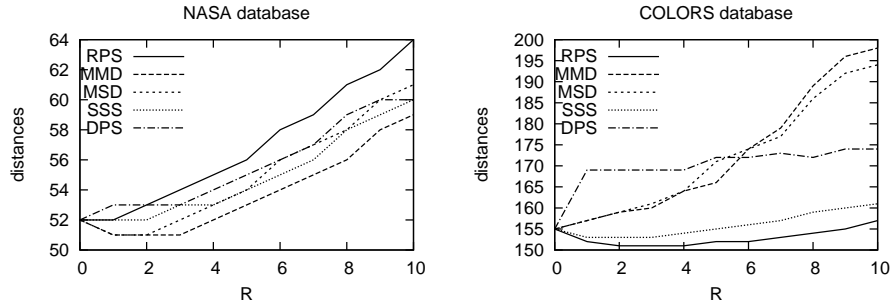 NASA database
64
62
60
58
56
54
52
50
distances
RPS
MMD
MSD
SSS
DPS
0
2
4
6
8
10
R
COLORS database
200
195
190
185
180
175
170
165
160
155
150
distances
RPS
MMD
MSD
SSS
DPS
0
2
4
6
8
10
R